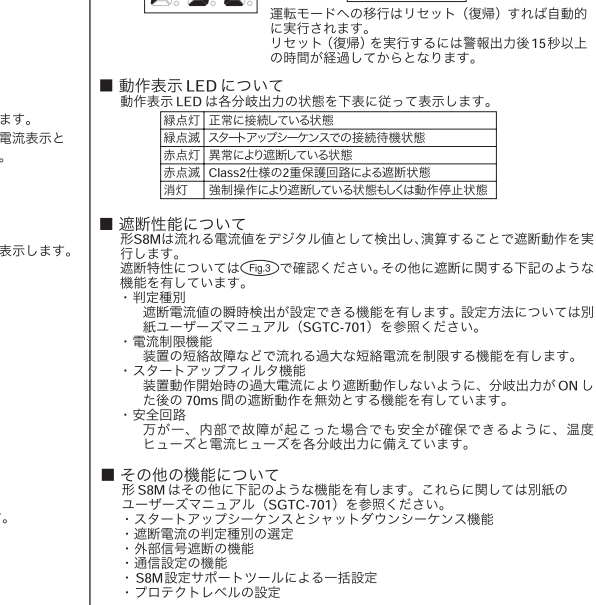 ます。
電流表示と
。
表示します。
す。
運転モードへの移行はリセット（復帰）すれば自動的
に実行されます。
リセット（復帰）を実行するには警報出力後15秒以上
の時間が経過してからとなります。
■ 動作表示 LED について
動作表示 LED は各分岐出力の状態を下表に従って表示します。
緑点灯 正常に接続している状態
緑点滅 スタートアップシーケンスでの接続待機状態
赤点灯 異常により遮断している状態
赤点滅 Class2仕様の2重保護回路による遮断状態
消灯 強制操作により遮断している状態もしくは動作停止状態
■ 遮断性能について
形S8Mは流れる電流値をデジタル値として検出し、演算することで遮断動作を実
行します。
遮断特性についてはFig.3で確認ください。その他に遮断に関する下記のような
機能を有しています。
・判定種別
遮断電流値の瞬時検出が設定できる機能を有します。設定方法については別
紙ユーザーズマニュアル（SGTC-701）を参照ください。
・電流制限機能
装置の短絡故障などで流れる過大な短絡電流を制限する機能を有します。
・スタートアップフィルタ機能
装置動作開始時の過大電流により遮断動作しないように、分岐出力が ON し
た後の 70ms 間の遮断動作を無効とする機能を有しています。
・安全回路
万が一、内部で故障が起こった場合でも安全が確保できるように、温度
ヒューズと電流ヒューズを各分岐出力に備えています。
■ その他の機能について
形 S8M はその他に下記のような機能を有します。これらに関しては別紙の
ユーザーズマニュアル（SGTC-701）を参照ください。
・スタートアップシーケンスとシャットダウンシーケンス機能
・遮断電流の判定種別の選定
・外部信号遮断の機能
・通信設定の機能
・S8M設定サポートツールによる一括設定
・プロテクトレベルの設定